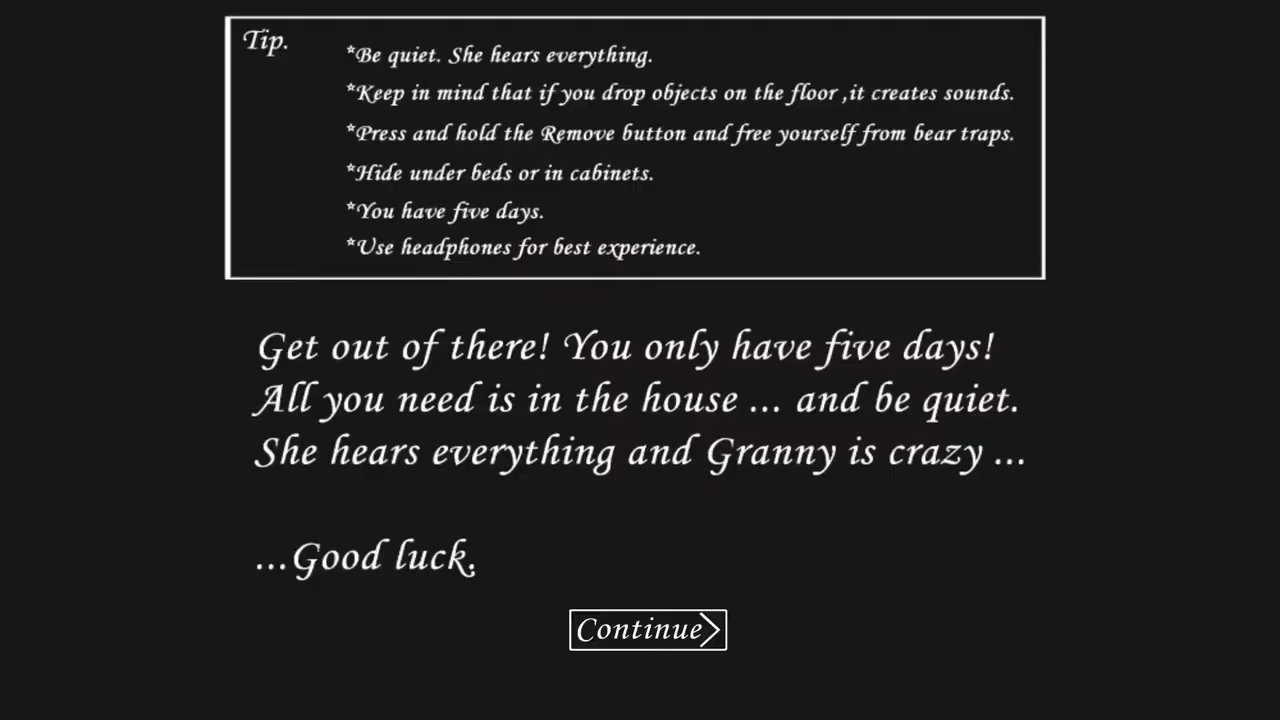 Tip.
*Be quiet. She hears everything.
*Keep in mind that if you drop objects on the floor ,it creates sounds.
*Press and hold the Remove button and free yourself from bear traps.
*Hide under beds or in cabinets.
*You have five days.
*Use headphones for best experience.
Get out of there! You only have five days!
All you need is in the house ... and be quiet.
She hears everything and Granny is crazy ...
...Good luck.
Continue